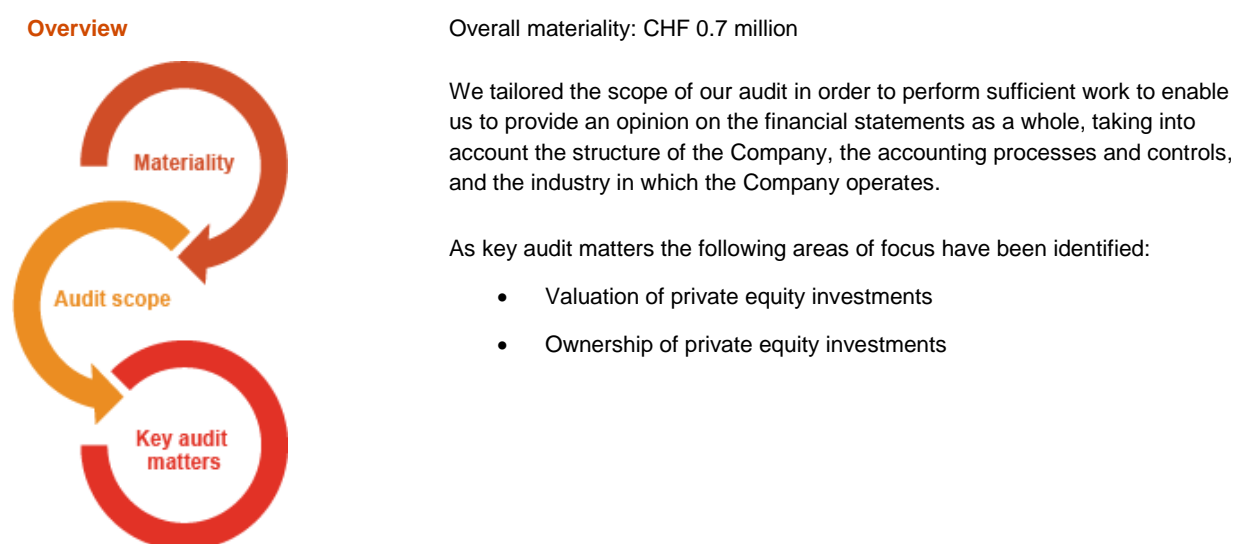 Overview
Materiality
Audit scope
Key audit
matters
Overall materiality: CHF 0.7 million
We tailored the scope of our audit in order to perform sufficient work to enable
us to provide an opinion on the financial statements as a whole, taking into
account the structure of the Company, the accounting processes and controls,
and the industry in which the Company operates.
As key audit matters the following areas of focus have been identified:
• Valuation of private equity investments
• Ownership of private equity investments